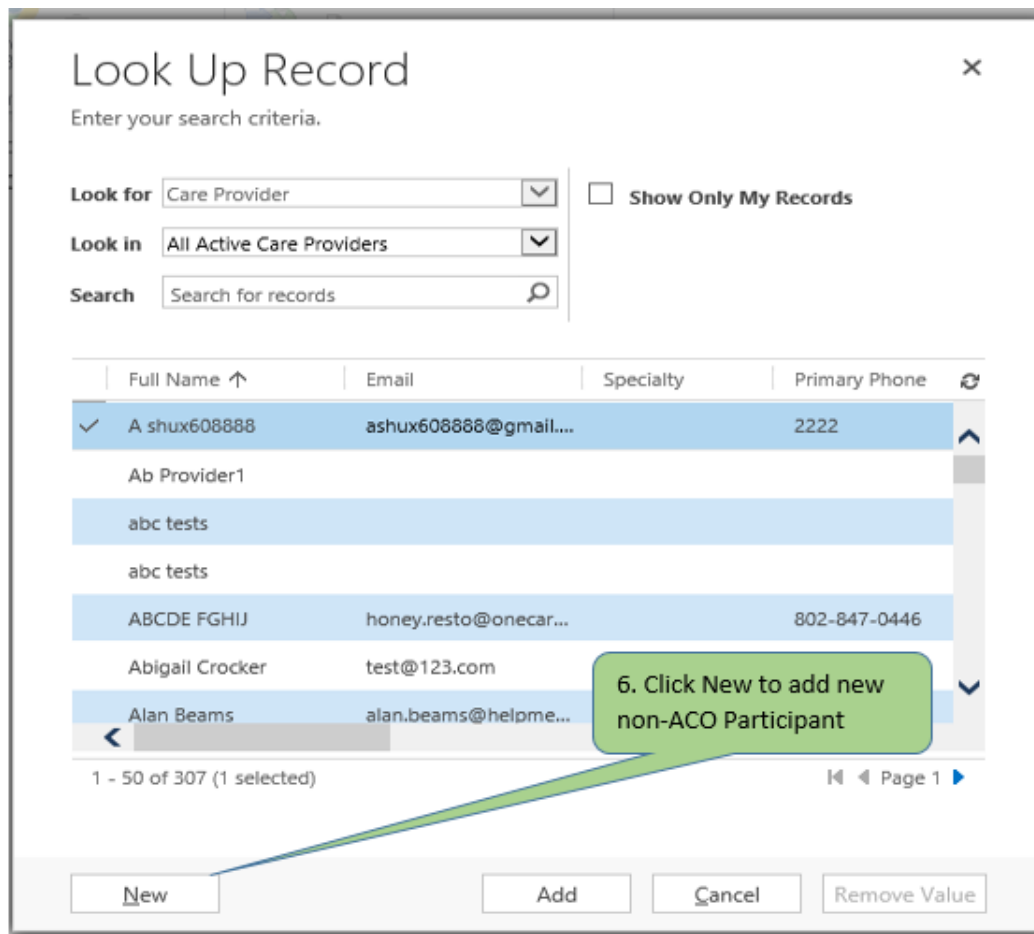 Look Up Record
Enter your search criteria.
Look for Care Provider
Show Only My Records
Look in All Active Care Providers
Search Search for records
Full Name Email Specialty Primary Phone
A shux608888 ashux608888@gmail.... 2222
Ab Provider1
abc tests
abc tests
ABCDE FGHIJ honey.resto@onecar... 802-847-0446
Abigail Crocker test@123.com
Alan Beams alan.beams@helpme...
6. Click New to add new
non-ACO Participant
1 - 50 of 307 (1 selected) Page 1
New Add Cancel Remove Value